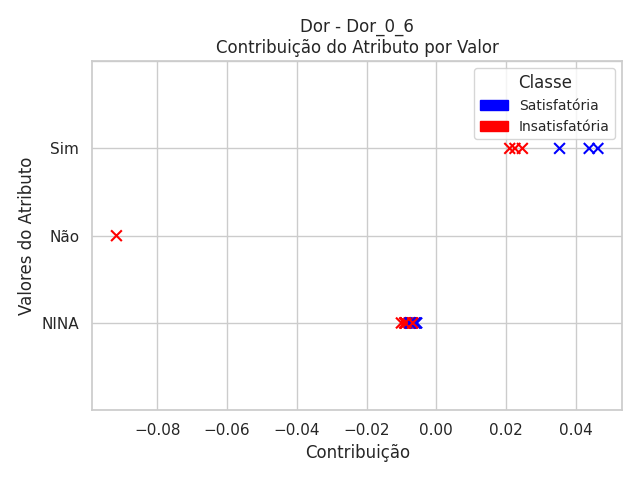 Dor - Dor_0_6
Contribuição do Atributo por Valor
Classe
Satisfatória
Insatisfatória
Valores do Atributo
Sim
Não
NINA
−0.08
−0.06
−0.04
−0.02
0.00
0.02
0.04
Contribuição